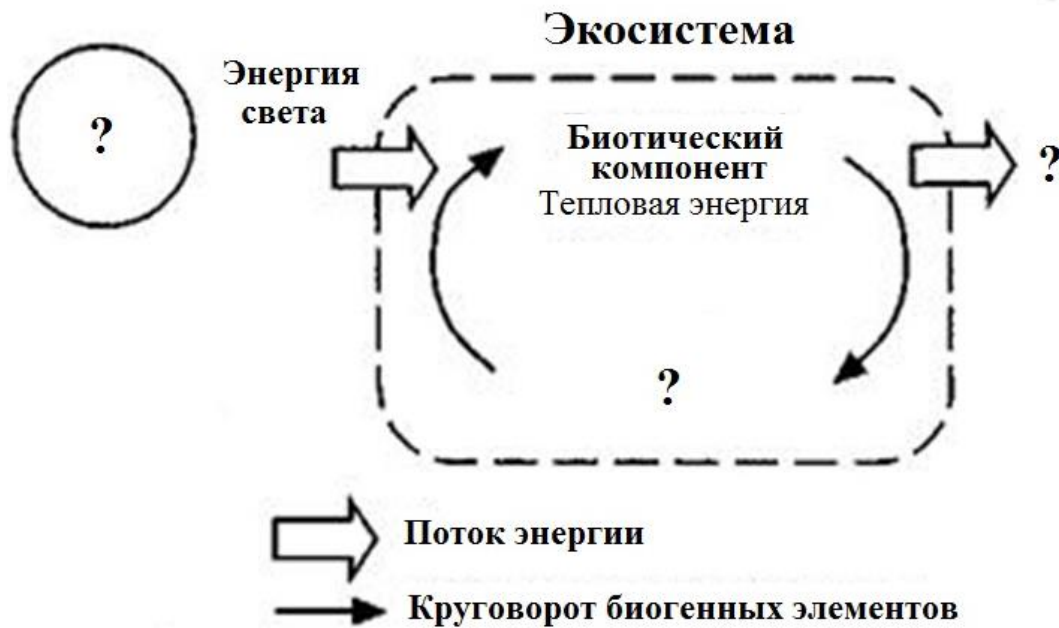 Экосистема
Энергия
света
?
Биотический
компонент
Тепловая энергия
?
?
Поток энергии
Круговорот биогенных элементов